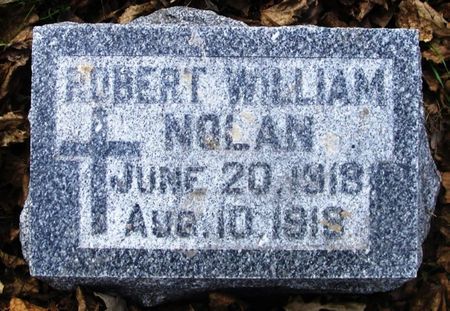 ROBERT WILLIAM
NOLAN
JUNE 20, 1918
AUG. 10, 1918